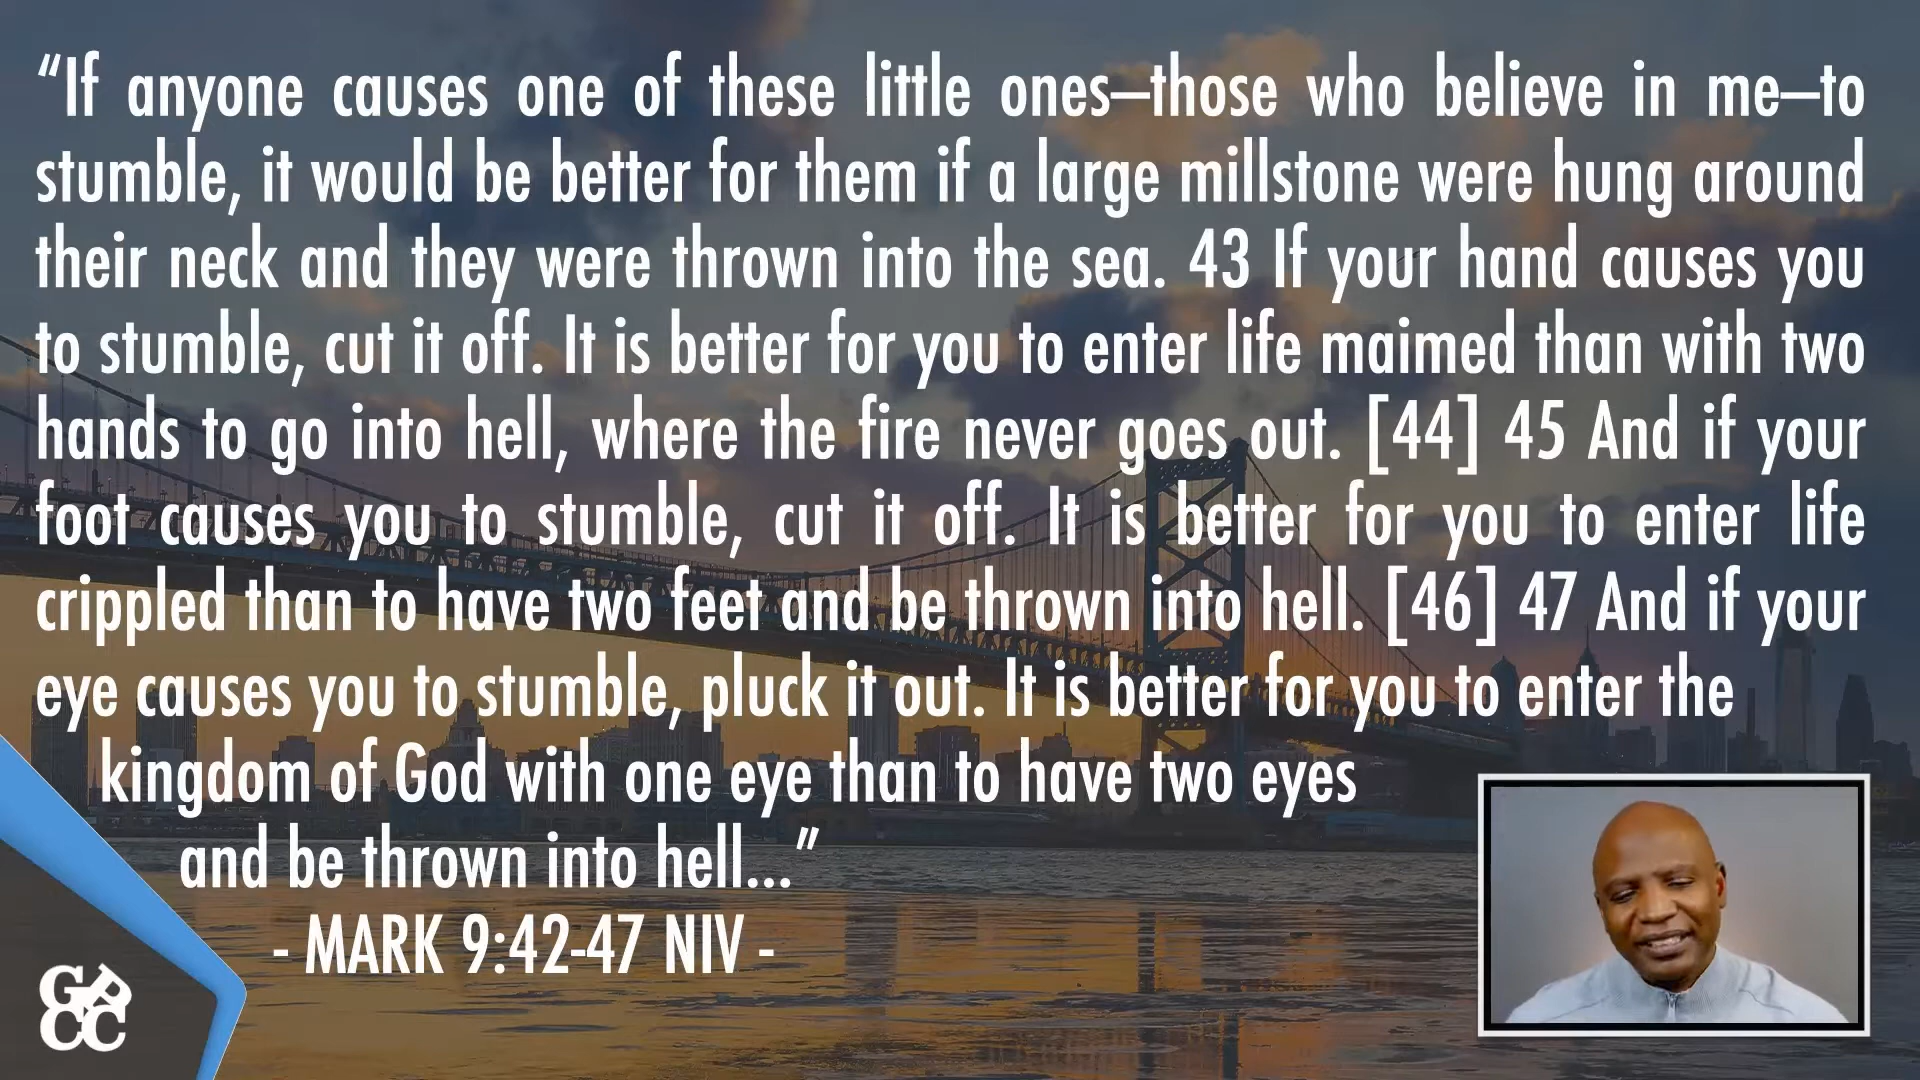 “If anyone causes one of these little ones—those who believe in me—to
stumble, it would be better for them if a large millstone were hung around
their neck and they were thrown into the sea. 43 If your hand causes you
to stumble, cut it off. It is better for you to enter life maimed than with two
hands to go into hell, where the fire never goes out. [44] 45 And if your
foot causes you to stumble, cut it off. It is better for you to enter life
crippled than to have two feet and be thrown into hell. [46] 47 And if your
eye causes you to stumble, pluck it out. It is better for you to enter the
kingdom of God with one eye than to have two eyes
and be thrown into hell...”
- MARK 9:42-47 NIV -
GP
CC